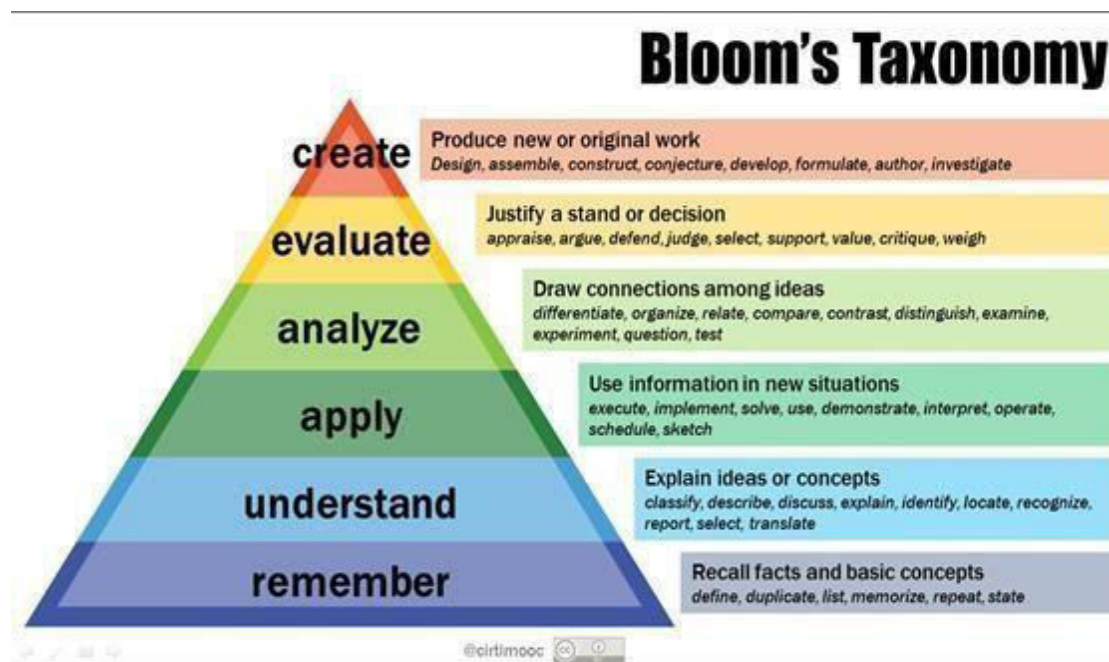 Bloom's Taxonomy
create
Produce new or original work
Design, assemble, construct, conjecture, develop, formulate, author, investigate
evaluate
Justify a stand or decision
appraise, argue, defend, judge, select, support, value, critique, weigh
analyze
Draw connections among ideas
differentiate, organize, relate, compare, contrast, distinguish, examine,
experiment, question, test
apply
Use information in new situations
execute, implement, solve, use, demonstrate, interpret, operate,
schedule, sketch
understand
Explain ideas or concepts
classify, describe, discuss, explain, identify, locate, recognize,
report, select, translate
remember
Recall facts and basic concepts
define, duplicate, list, memorize, repeat, state
@cirtlmooc cc